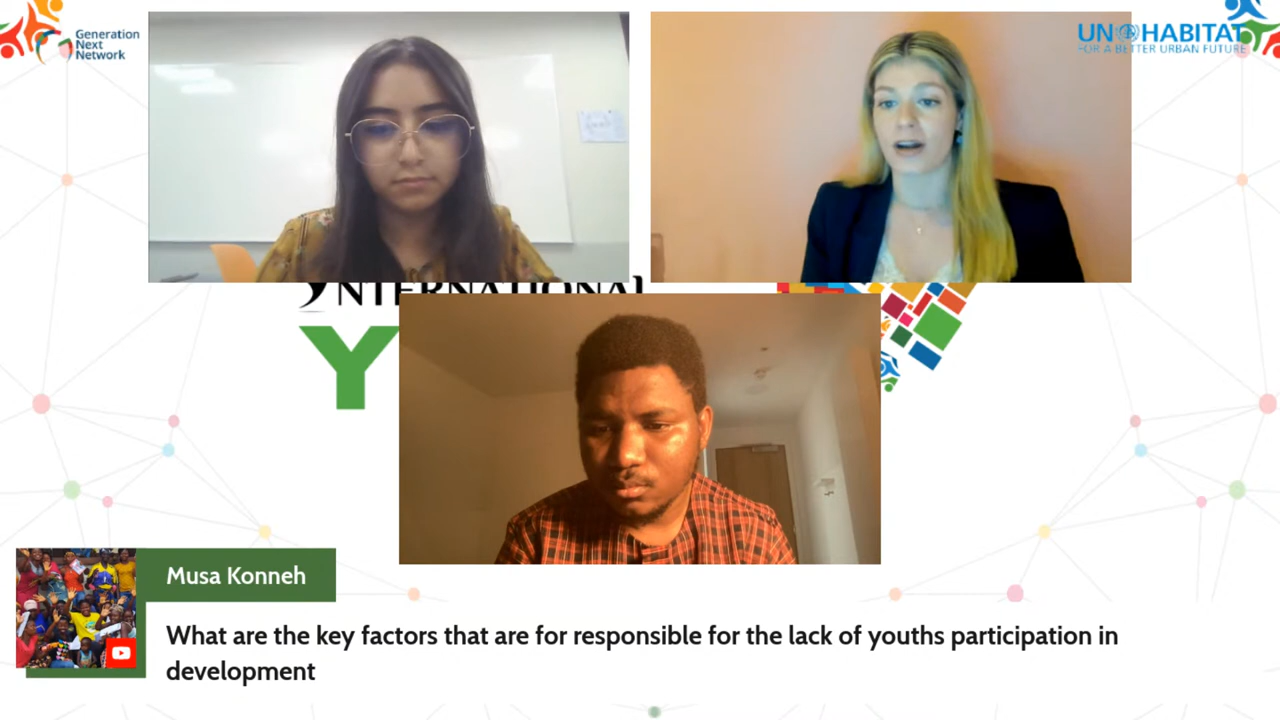 Generation
Next
Network
UN HABITAT
FOR A BETTER URBAN FUTURE
INTERNATIONAL
Y
Musa Konneh
What are the key factors that are for responsible for the lack of youths participation in
development